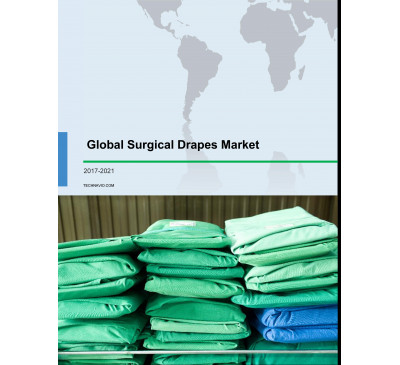 Global Surgical Drapes Market
2017-2021
TECHNAVIO.COM